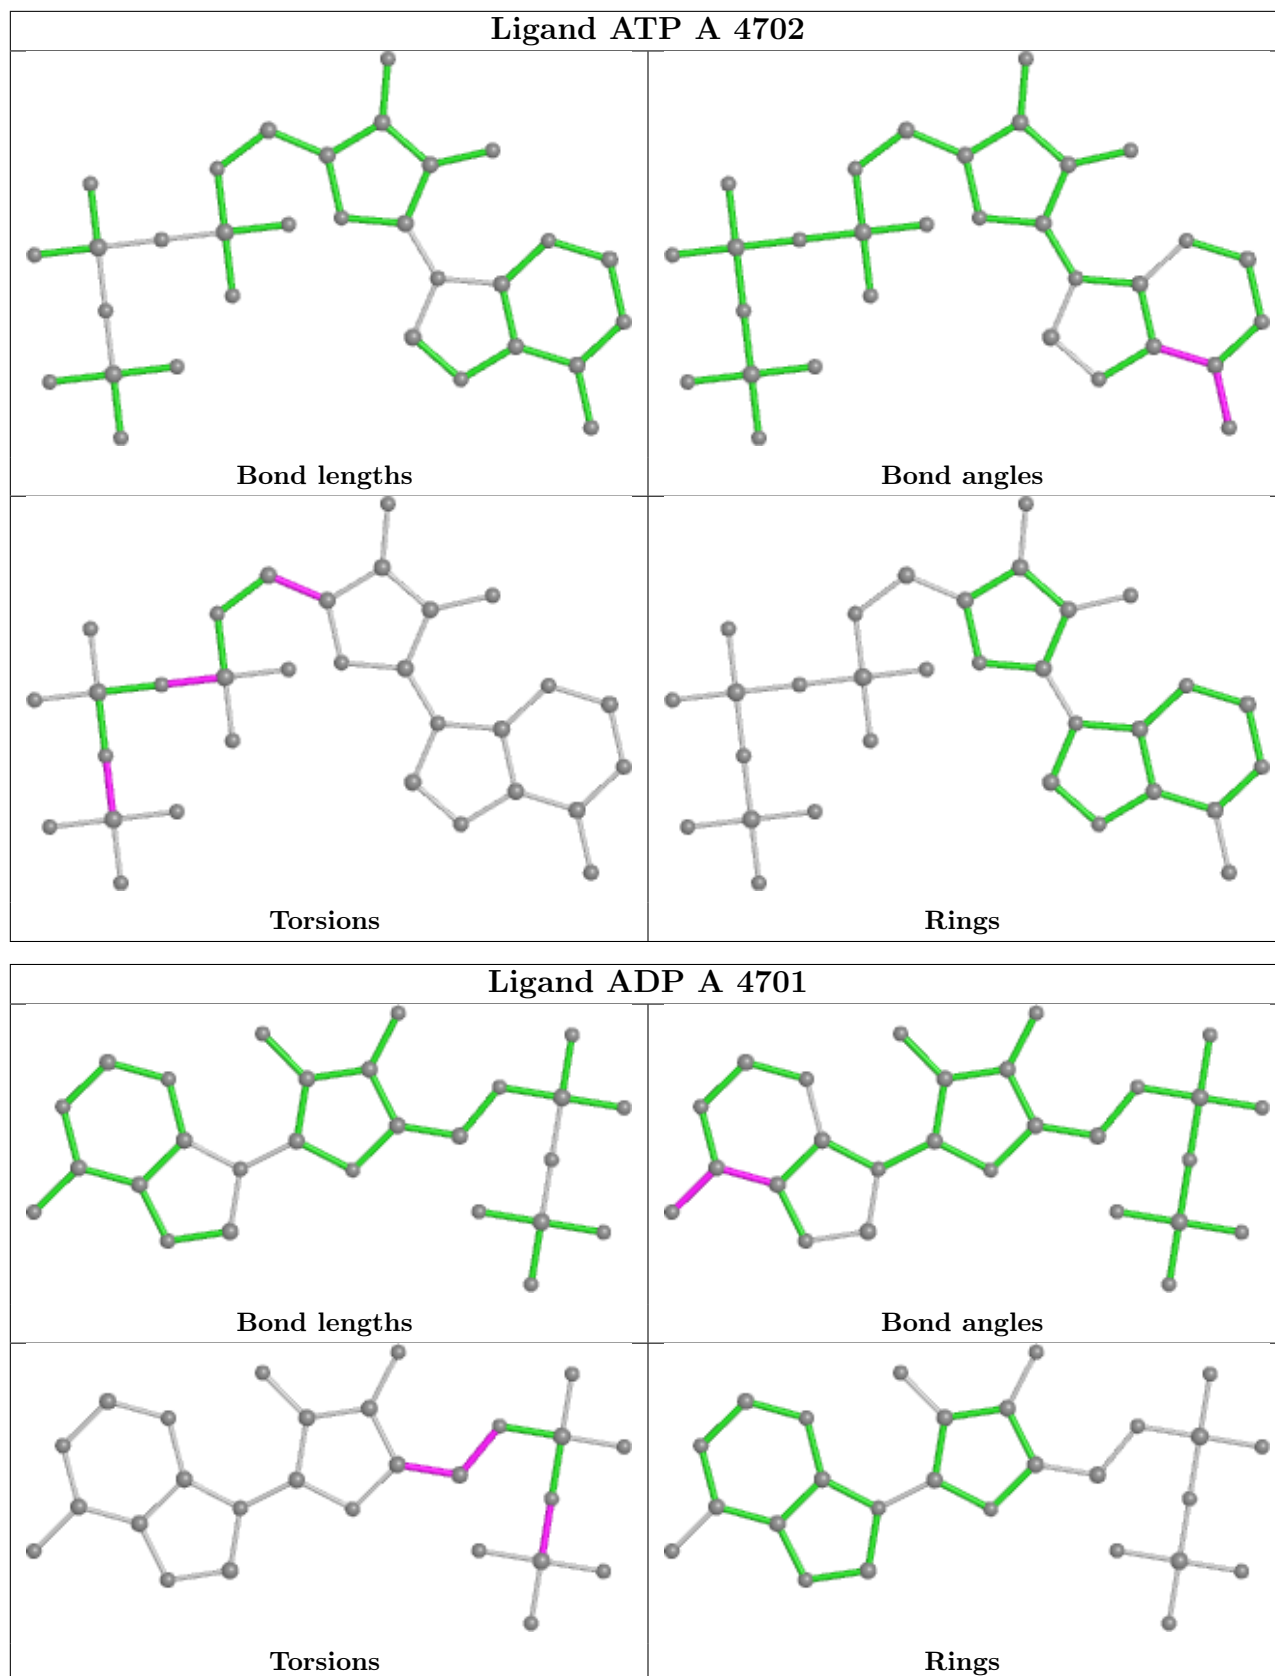 Ligand ATP A 4702
Bond lengths
Bond angles
Torsions
Rings
Ligand ADP A 4701
Bond lengths
Bond angles
Torsions
Rings